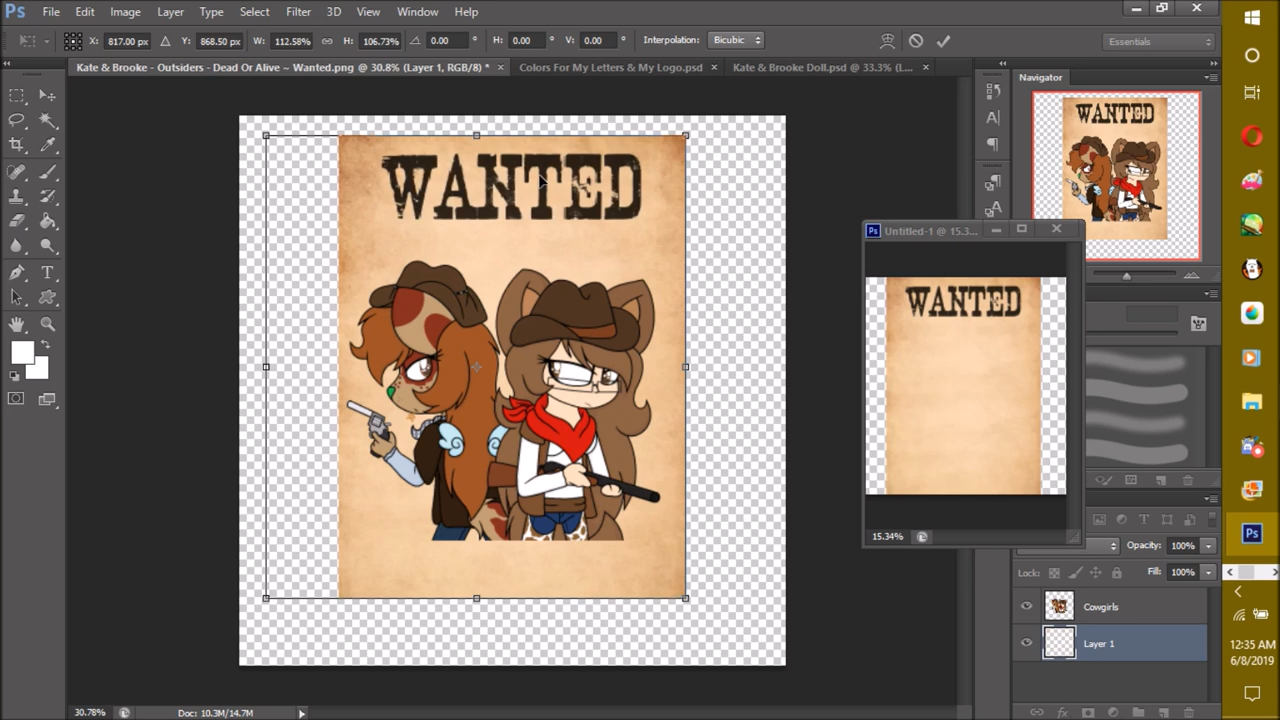 Ps File Edit Image Layer Type Select Filter 3D View Window Help
X: 817.00 px Y: 868.50 px W: 112.58% H: 106.73% 0.00 ° H: 0.00 ° V: 0.00 ° Interpolation: Bicubic Essentials
Kate & Brooke - Outsiders - Dead Or Alive ~ Wanted.png @ 30.8% (Layer 1, RGB/8) * × Colors For My Letters & My Logo.psd × Kate & Brooke Doll.psd @ 33.3% (L... ×
Navigator
WANTED
WANTED
Ps Untitled-1 @ 15.3...
WANTED
15.34%
Opacity: 100%
Lock: Fill: 100%
Cowgirls
Layer 1
Ps
12:35 AM
6/8/2019
30.78% Doc: 10.3M/14.7M